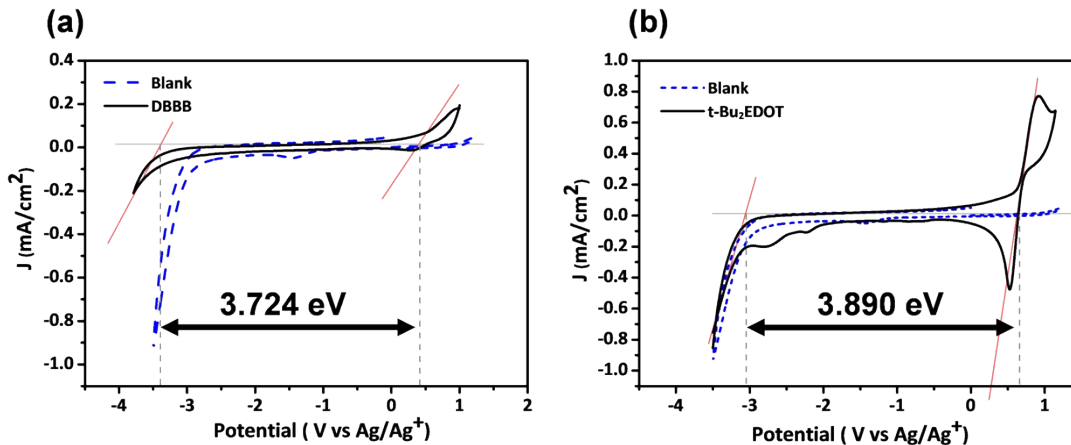 (a)
0.4
0.2
0.0
-0.2
-0.4
-0.6
-0.8
-1.0
J (mA/cm²)
Blank
DBBB
3.724 eV
-4
-3
-2
-1
0
1
2
Potential ( V vs Ag/Ag⁺)
(b)
1.0
0.8
0.6
0.4
0.2
0.0
-0.2
-0.4
-0.6
-0.8
-1.0
J (mA/cm²)
Blank
t-Bu₂EDOT
3.890 eV
-4
-3
-2
-1
0
1
Potential ( V vs Ag/Ag⁺)